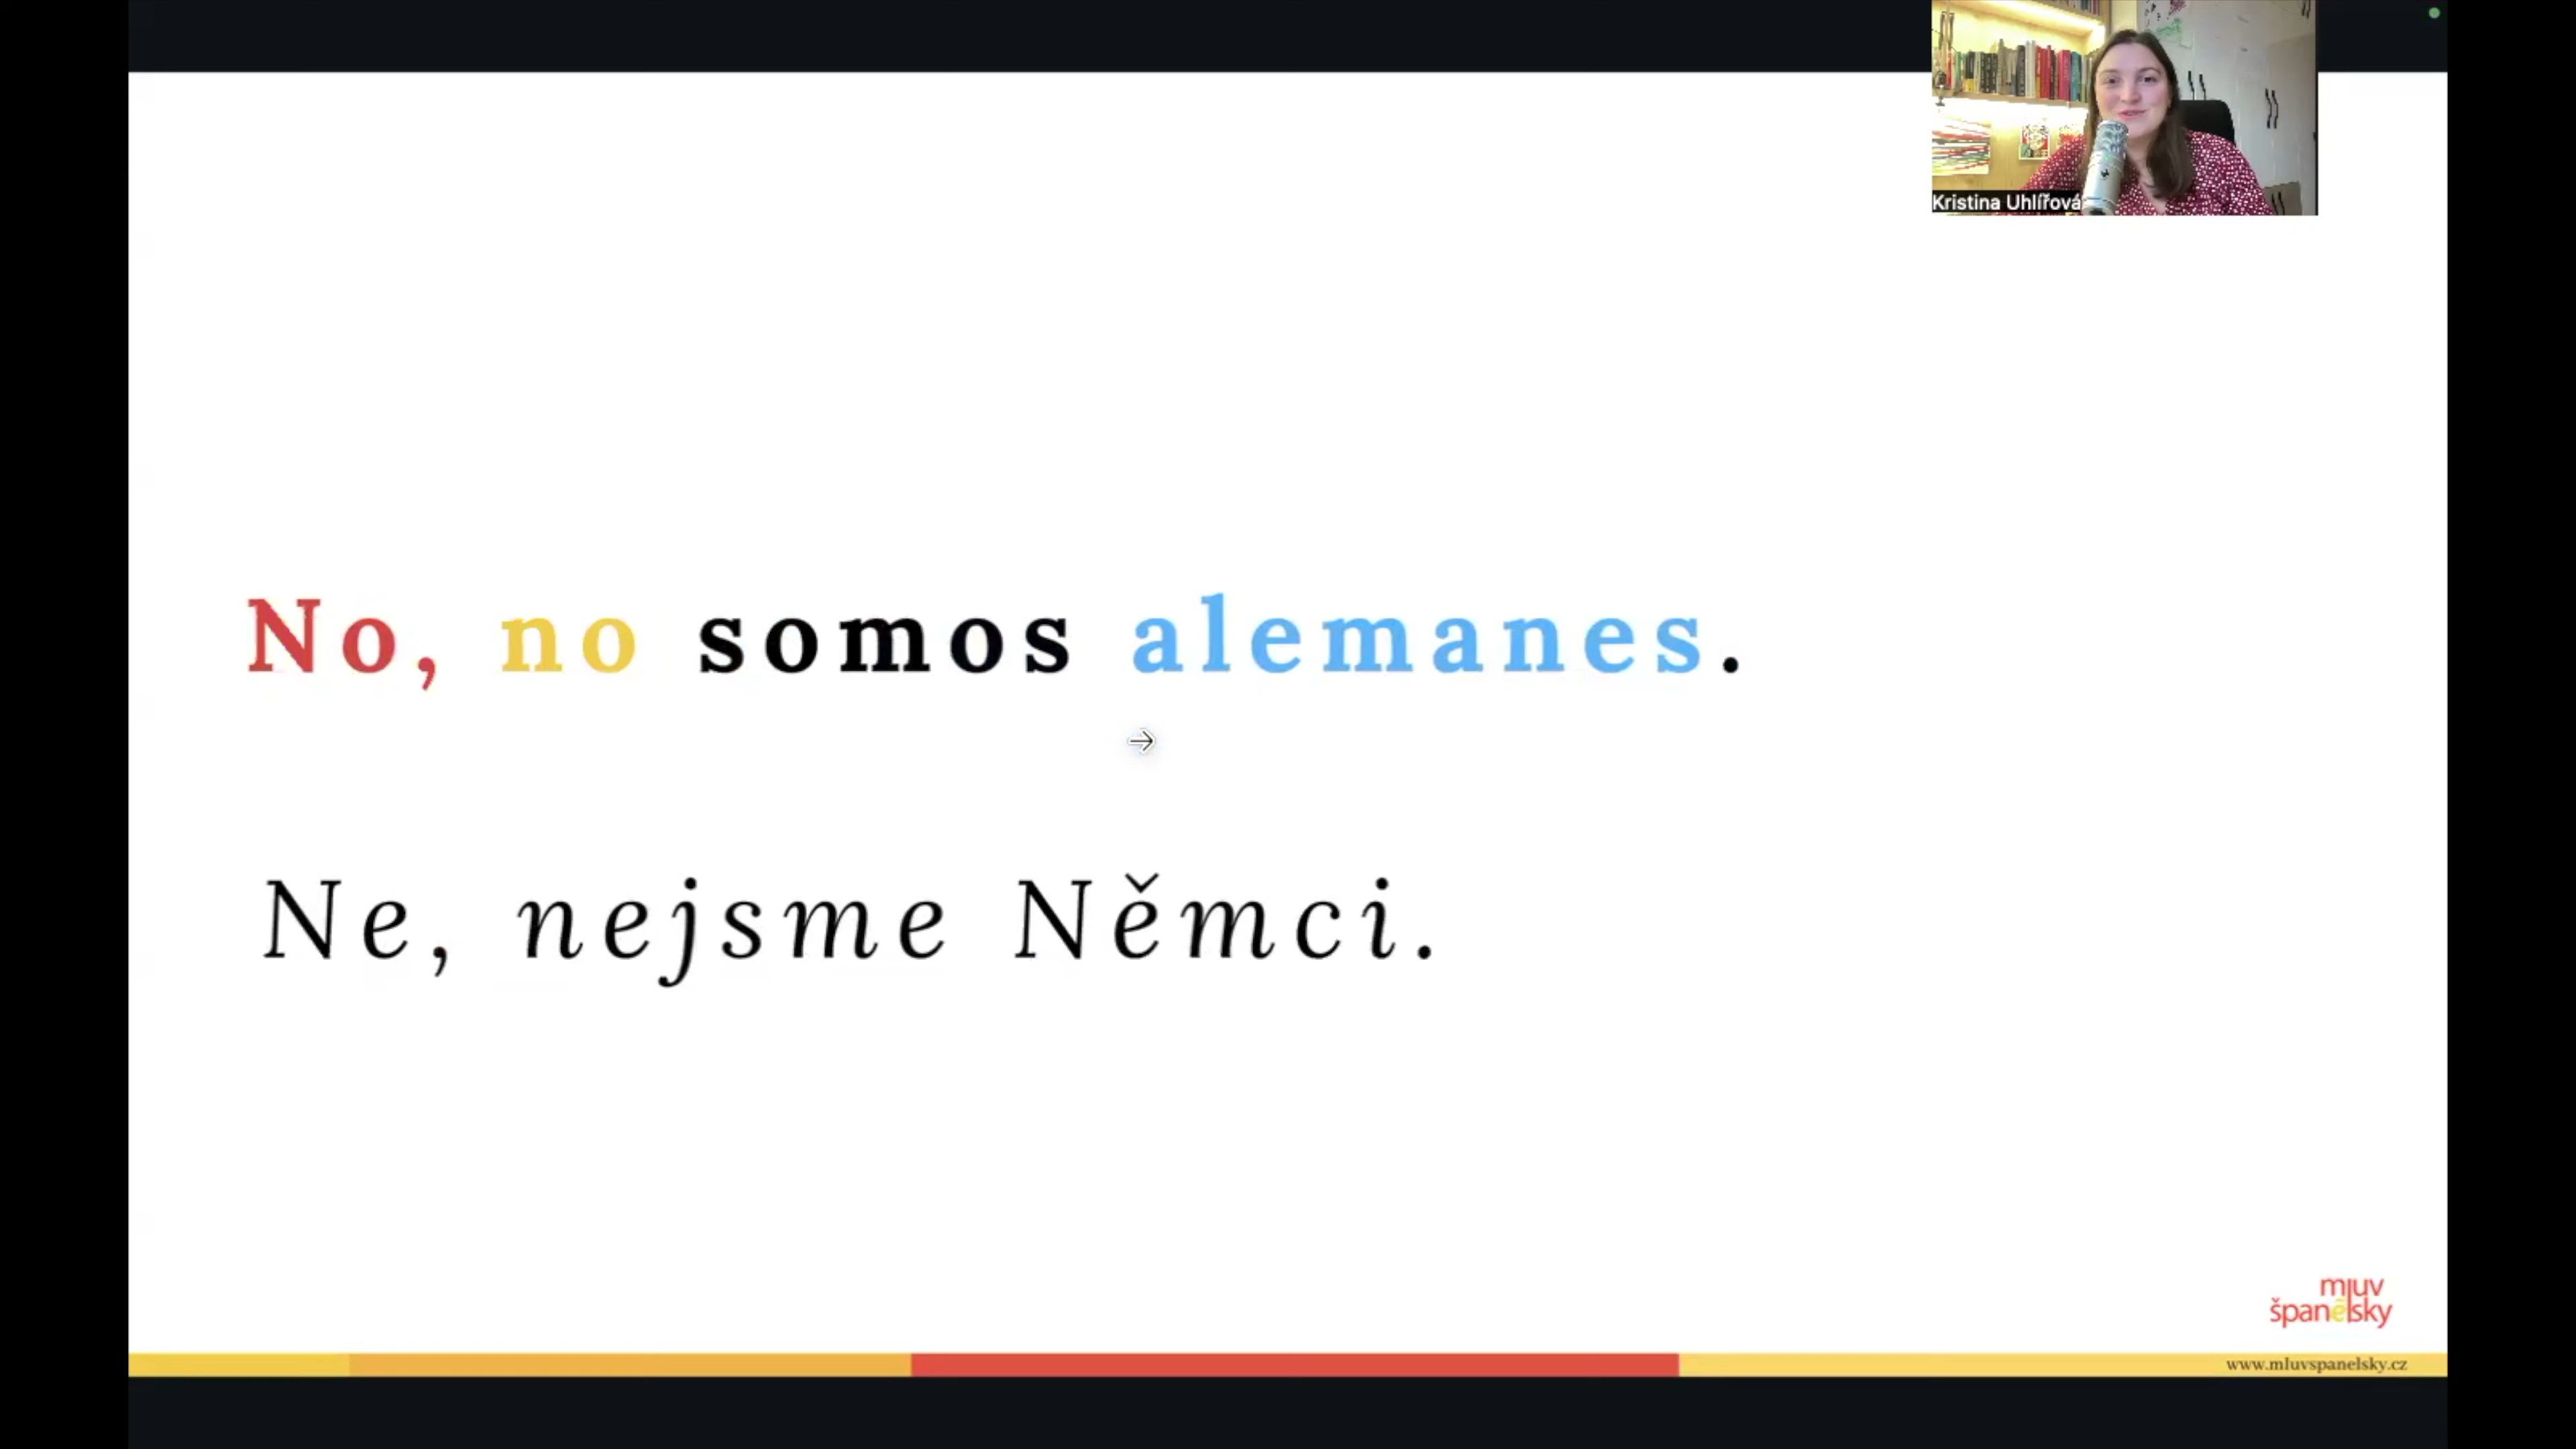 Kristina Uhlířová
No, no somos alemanes.
Ne, nejsme Němci.
mluv
španělsky
www.mluvspanelsky.cz